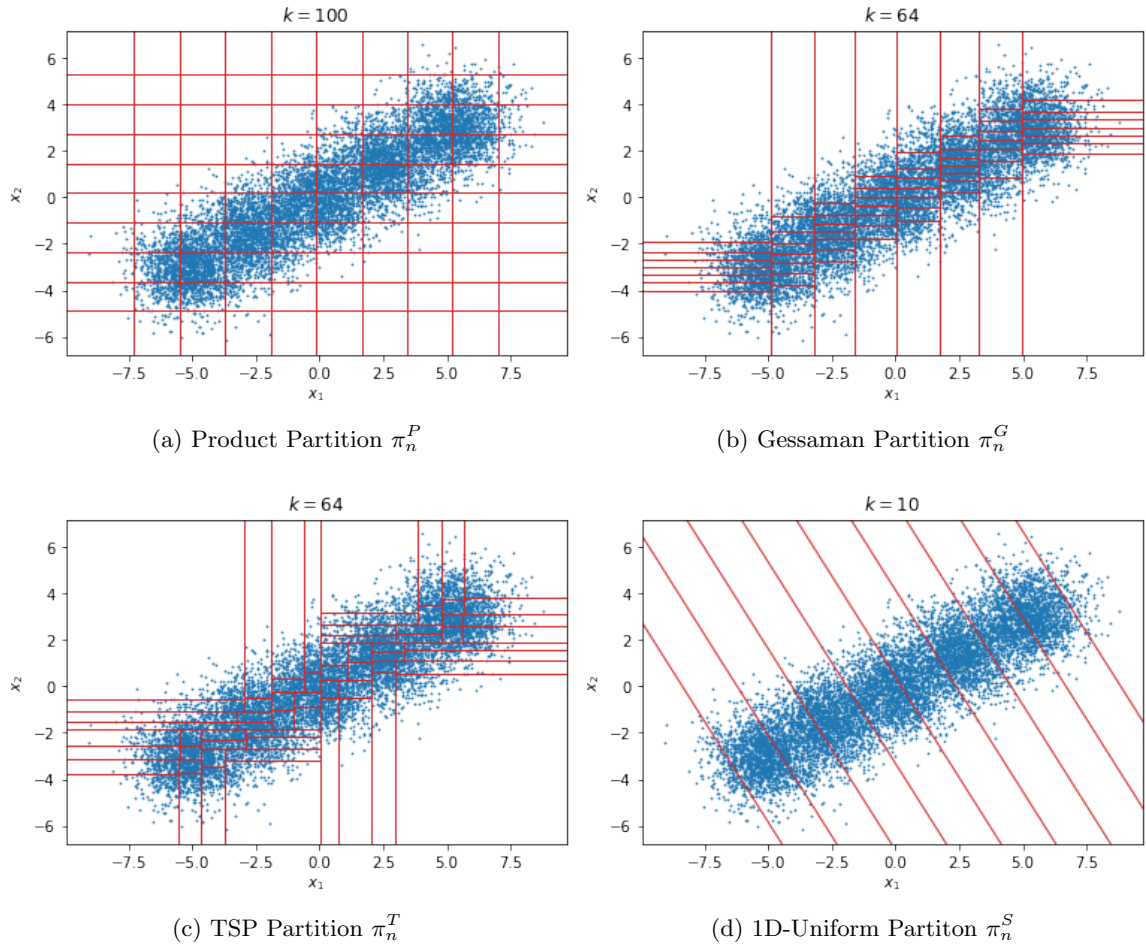 k = 100
x₂
6
4
2
0
−2
−4
−6
−7.5 −5.0 −2.5 0.0 2.5 5.0 7.5
x₁
(a) Product Partition π_n^P
k = 64
x₂
6
4
2
0
−2
−4
−6
−7.5 −5.0 −2.5 0.0 2.5 5.0 7.5
x₁
(b) Gessaman Partition π_n^G
k = 64
x₂
6
4
2
0
−2
−4
−6
−7.5 −5.0 −2.5 0.0 2.5 5.0 7.5
x₁
(c) TSP Partition π_n^T
k = 10
x₂
6
4
2
0
−2
−4
−6
−7.5 −5.0 −2.5 0.0 2.5 5.0 7.5
x₁
(d) 1D-Uniform Partiton π_n^S